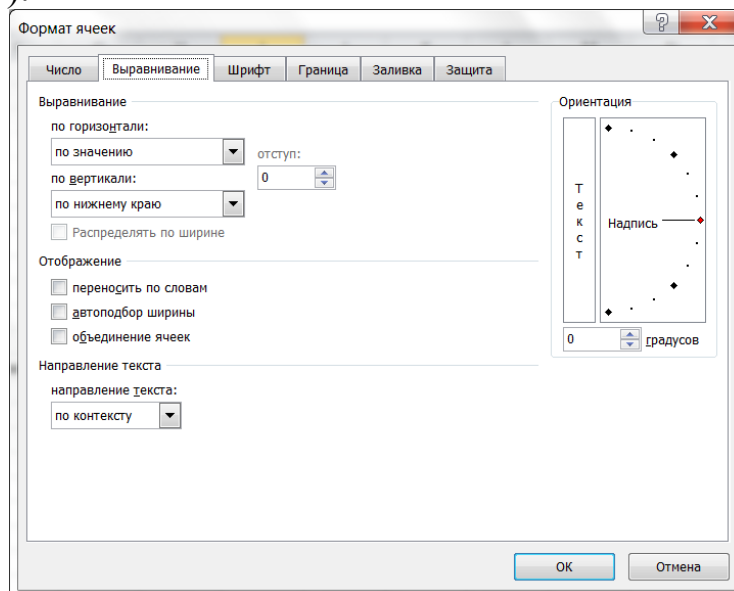 ).
Формат ячеек
Число Выравнивание Шрифт Граница Заливка Защита
Выравнивание
по горизонтали:
по значению
отступ:
0
по вертикали:
по нижнему краю
Распределять по ширине
Отображение
переносить по словам
автоподбор ширины
объединение ячеек
Направление текста
направление текста:
по контексту
Ориентация
Текст
Надпись
0 градусов
ОК Отмена